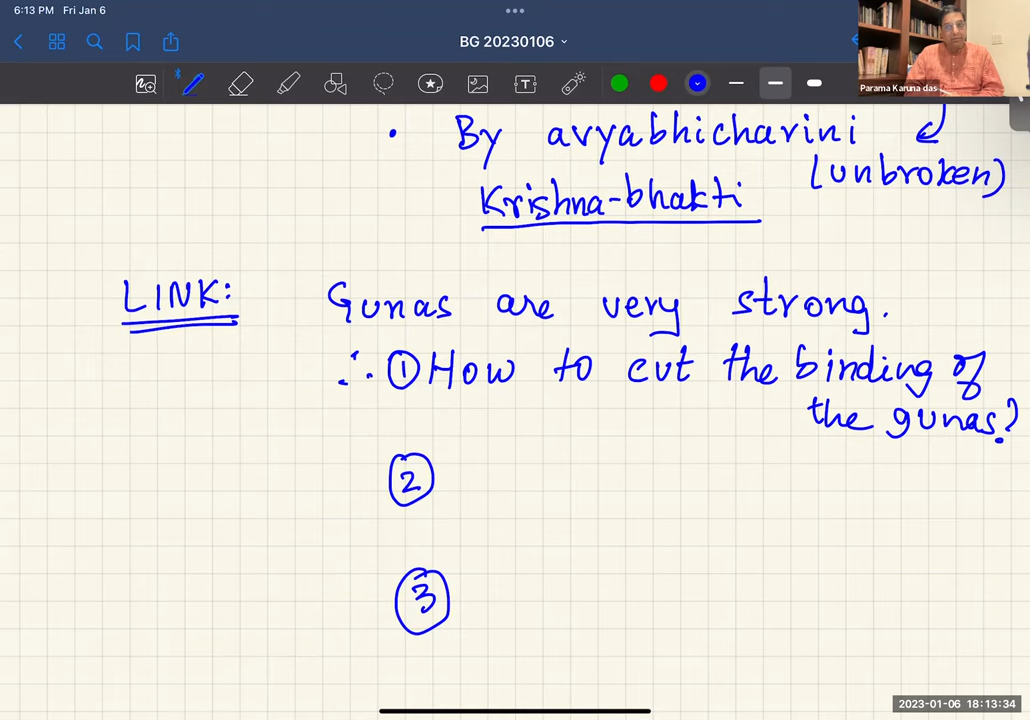 6:13 PM Fri Jan 6
BG 20230106
Parama Karuna das
• By avyabhicharini
(unbroken)
Krishna-bhakti
LINK: Gunas are very strong.
∴ ① How to cut the binding of
the gunas?
②
③
2023-01-06 18:13:34